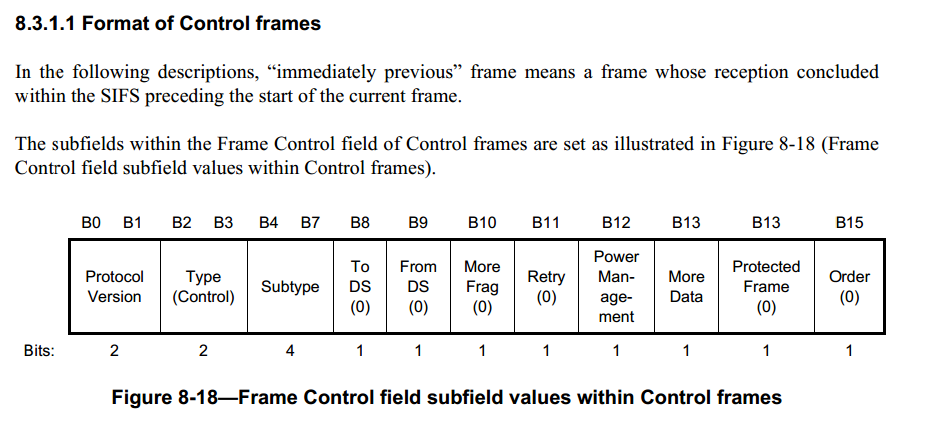 8.3.1.1 Format of Control frames
In the following descriptions, “immediately previous” frame means a frame whose reception concluded
within the SIFS preceding the start of the current frame.
The subfields within the Frame Control field of Control frames are set as illustrated in Figure 8-18 (Frame
Control field subfield values within Control frames).
B0 B1 B2 B3 B4 B7 B8 B9 B10 B11 B12 B13 B13 B15
Protocol
Version
Type
(Control)
Subtype
To
DS
(0)
From
DS
(0)
More
Frag
(0)
Retry
(0)
Power
Man-
age-
ment
More
Data
Protected
Frame
(0)
Order
(0)
Bits: 2 2 4 1 1 1 1 1 1 1 1
Figure 8-18—Frame Control field subfield values within Control frames